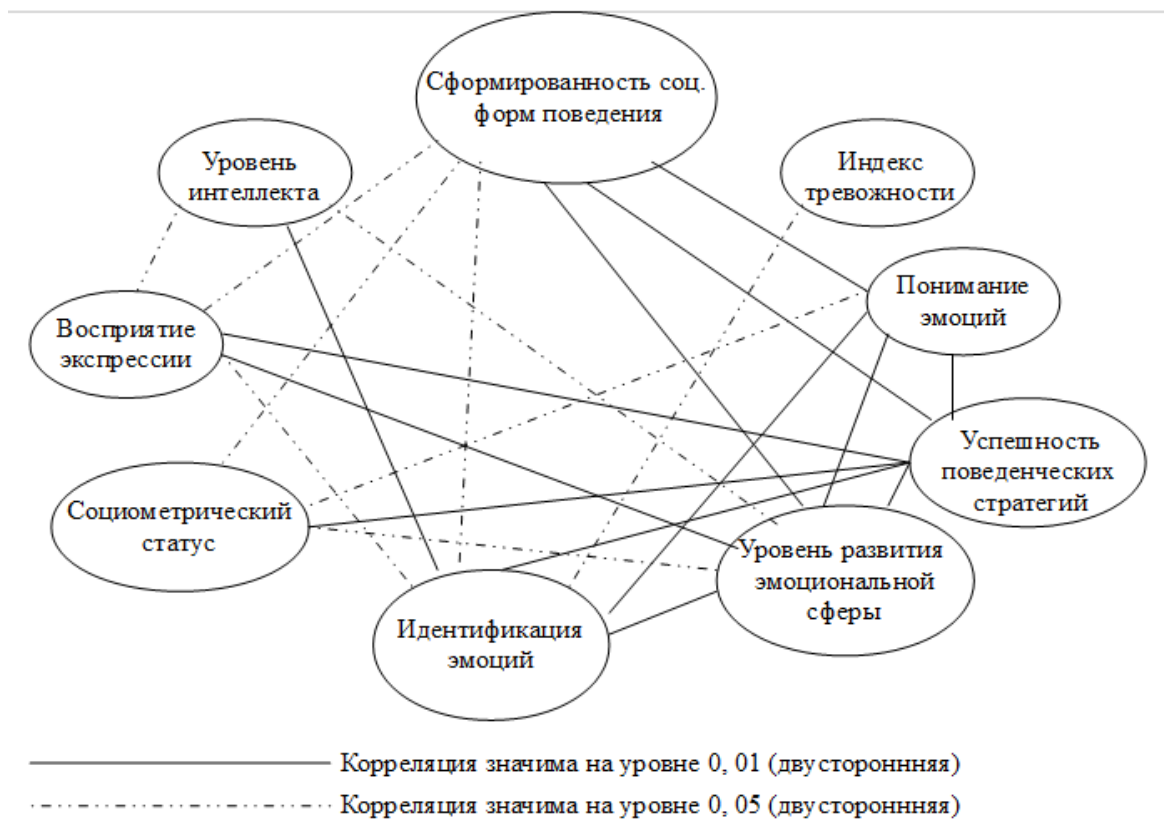 Сформированность соц.
форм поведения
Уровень
интеллекта
Индекс
тревожности
Понимание
эмоций
Восприятие
экспрессии
Успешность
поведенческих
стратегий
Социометрический
статус
Уровень развития
эмоциональной
сферы
Идентификация
эмоций
Корреляция значима на уровне 0, 01 (двустороннняя)
Корреляция значима на уровне 0, 05 (двустороннняя)